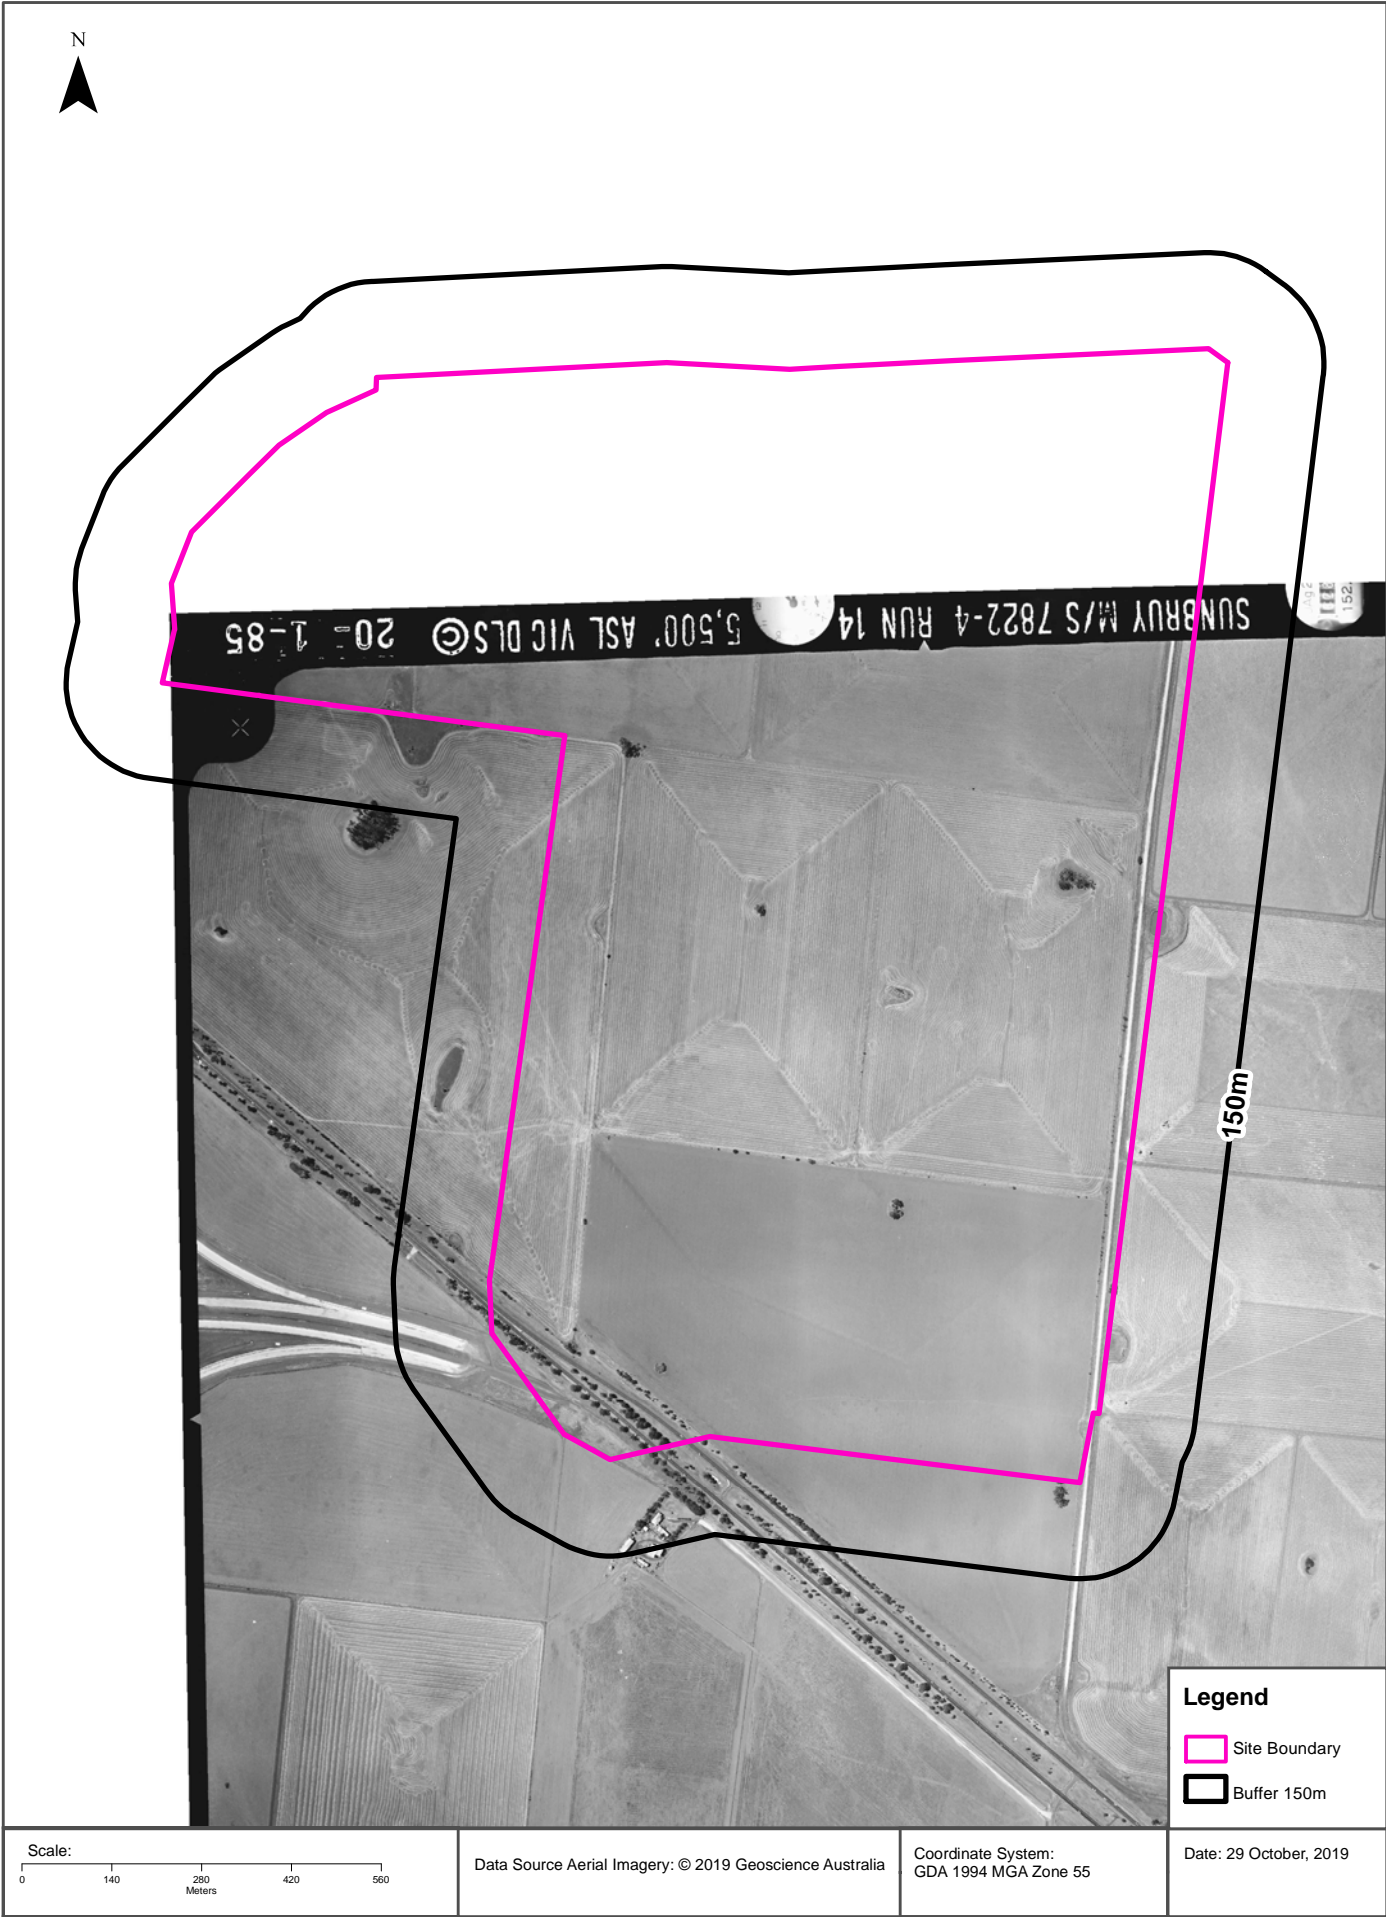 N
SUNBRUY M/S 7822-4 RUN 14 5,500' ASL VIC DLS © 20-1-85
152
150m
Legend
Site Boundary
Buffer 150m
Scale:
0 140 280 420 560
Meters
Data Source Aerial Imagery: © 2019 Geoscience Australia
Coordinate System:
GDA 1994 MGA Zone 55
Date: 29 October, 2019